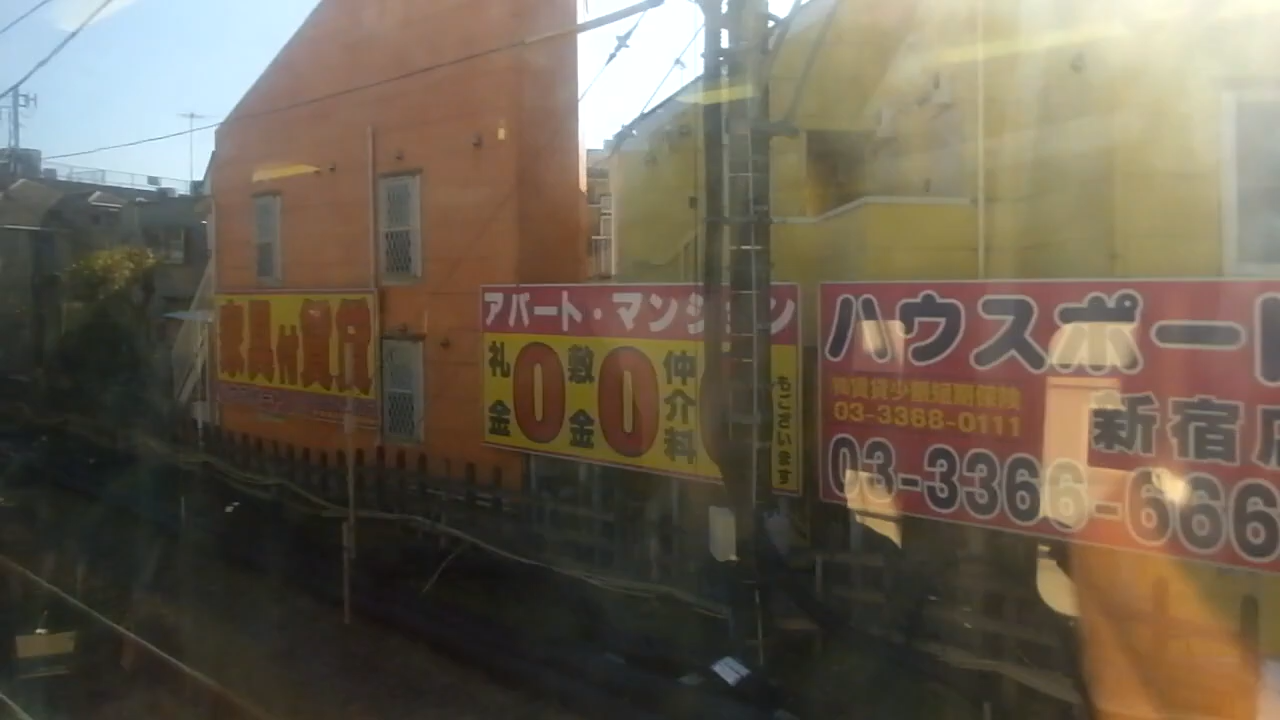 家具付賃貸
アパート・マンション
礼金0 敷金0 仲介料
もございます
ハウスポート
新宿店
03-3368-0111
03-3366-666